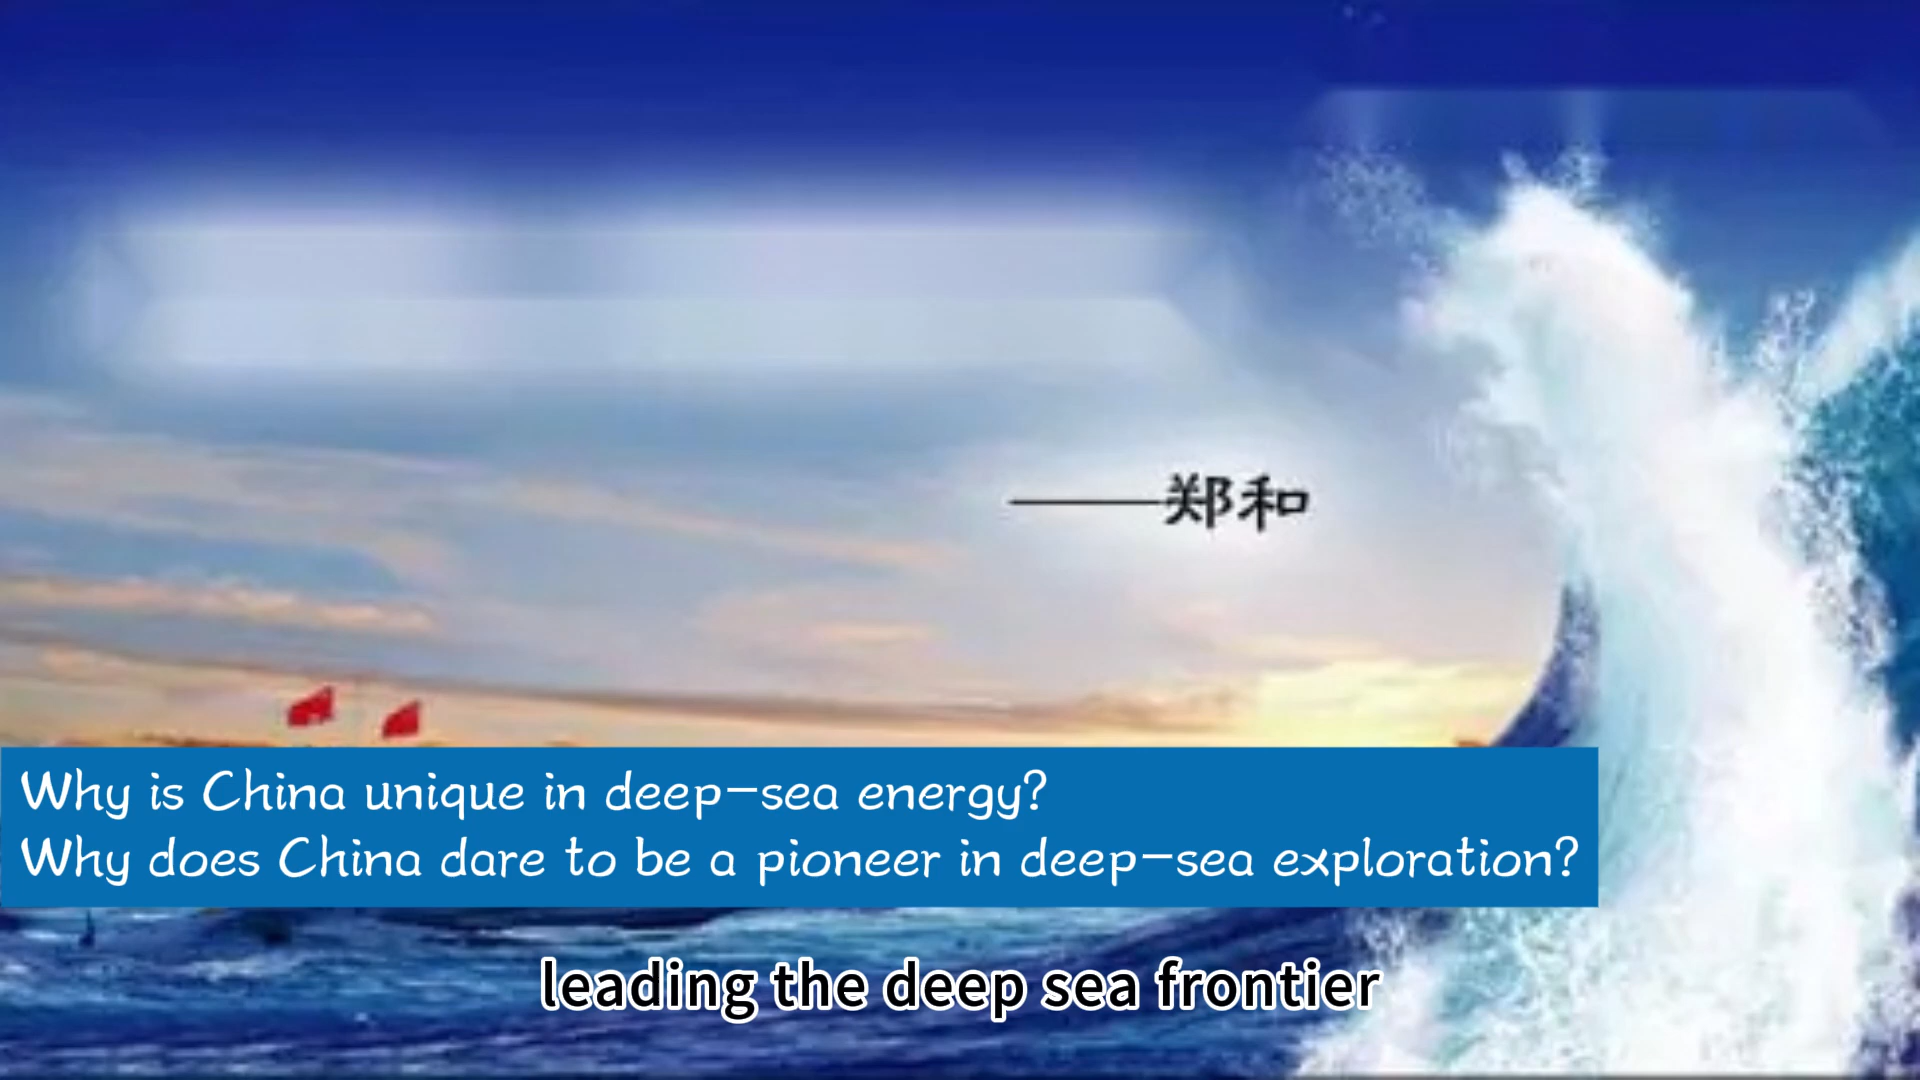 ——郑和
Why is China unique in deep-sea energy?
Why does China dare to be a pioneer in deep-sea exploration?
leading the deep sea frontier